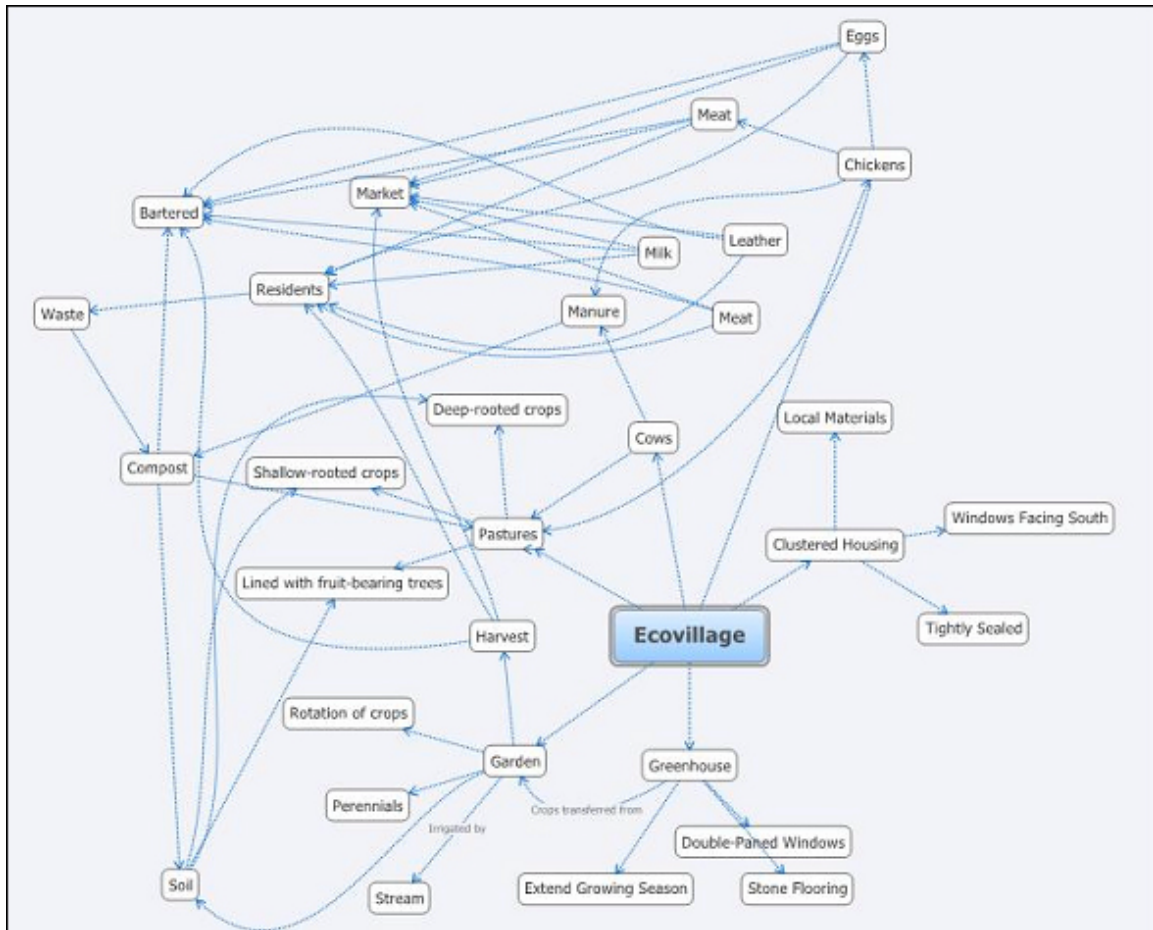 Eggs
Meat
Chickens
Market
Bartered
Leather
Milk
Residents
Waste
Manure
Meat
Deep-rooted crops
Local Materials
Cows
Compost
Shallow-rooted crops
Windows Facing South
Pastures
Clustered Housing
Lined with fruit-bearing trees
Harvest
Ecovillage
Tightly Sealed
Rotation of crops
Garden
Greenhouse
Perennials
Crops transferred from
Irrigated by
Double-Paned Windows
Soil
Stream
Extend Growing Season
Stone Flooring